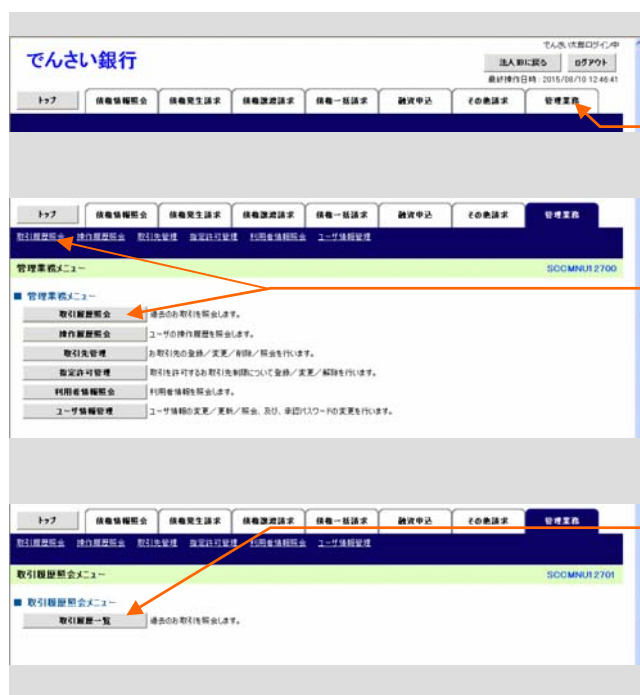 でんさい太郎ログイン中
でんさい銀行
法人IBに戻る ログアウト
最終操作日時:2015/08/10 12:46:41
トップ 債権情報照会 債権発生請求 債権譲渡請求 債権一括請求 融資申込 その他請求 管理業務
トップ 債権情報照会 債権発生請求 債権譲渡請求 債権一括請求 融資申込 その他請求 管理業務
取引履歴照会 操作履歴照会 取引先管理 指定許可管理 利用者情報照会 ユーザ情報管理
管理業務メニュー SCCMNU12700
■ 管理業務メニュー
取引履歴照会 過去のお取引を照会します。
操作履歴照会 ユーザの操作履歴を照会します。
取引先管理 お取引先の登録/変更/削除/照会を行います。
指定許可管理 取引を許可するお取引先制限について登録/変更/解除を行います。
利用者情報照会 利用者情報を照会します。
ユーザ情報管理 ユーザ情報の変更/更新/照会、及び、承認パスワードの変更を行います。
トップ 債権情報照会 債権発生請求 債権譲渡請求 債権一括請求 融資申込 その他請求 管理業務
取引履歴照会 操作履歴照会 取引先管理 指定許可管理 利用者情報照会 ユーザ情報管理
取引履歴照会メニュー SCCMNU12701
■ 取引履歴照会メニュー
取引履歴一覧 過去のお取引を照会します。